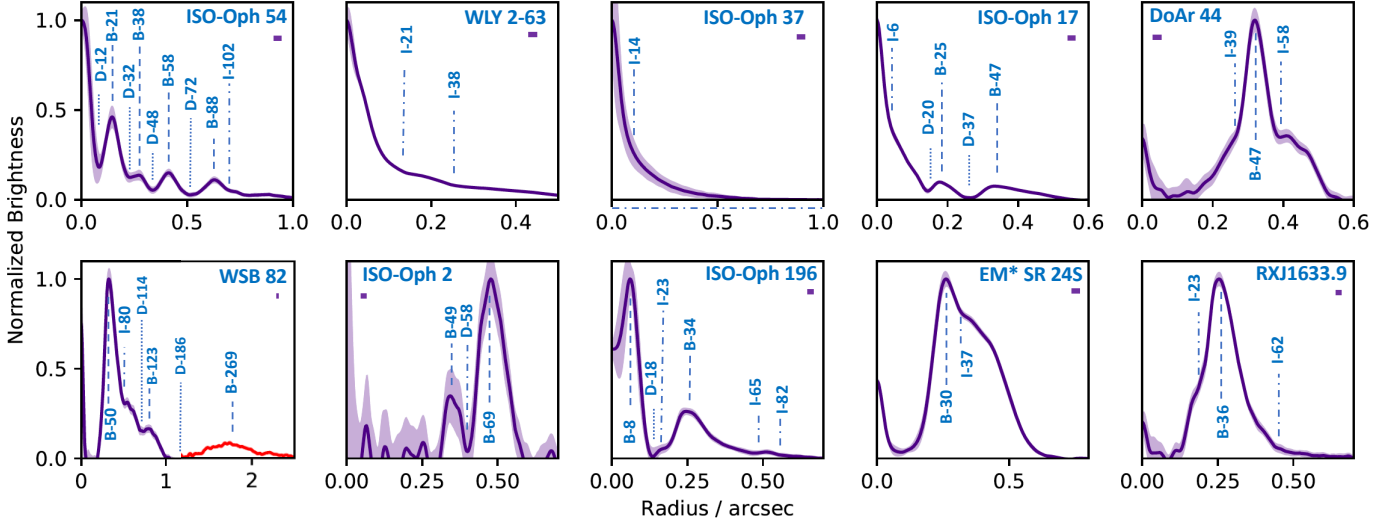 Normalized Brightness
ISO-Oph 54
D-12
B-21
D-32
B-38
D-48
B-58
D-72
B-88
I-102
1.0
0.5
0.0
0.0 0.5 1.0
WLY 2-63
I-21
I-38
0.0 0.2 0.4
ISO-Oph 37
I-14
0.0 0.5 1.0
ISO-Oph 17
I-6
D-20
B-25
D-37
B-47
0.0 0.2 0.4 0.6
DoAr 44
I-39
B-47
I-58
0.0 0.2 0.4 0.6
WSB 82
B-50
I-80
D-114
B-123
D-186
B-269
1.0
0.5
0.0
0 1 2
ISO-Oph 2
B-49
D-58
B-69
0.0 0.2 0.4 0.6
ISO-Oph 196
B-8
D-18
I-23
B-34
I-65
I-82
0.00 0.25 0.50
EM* SR 24S
B-30
I-37
0.0 0.5
RXJ1633.9
I-23
B-36
I-62
0.00 0.25 0.50
Radius / arcsec